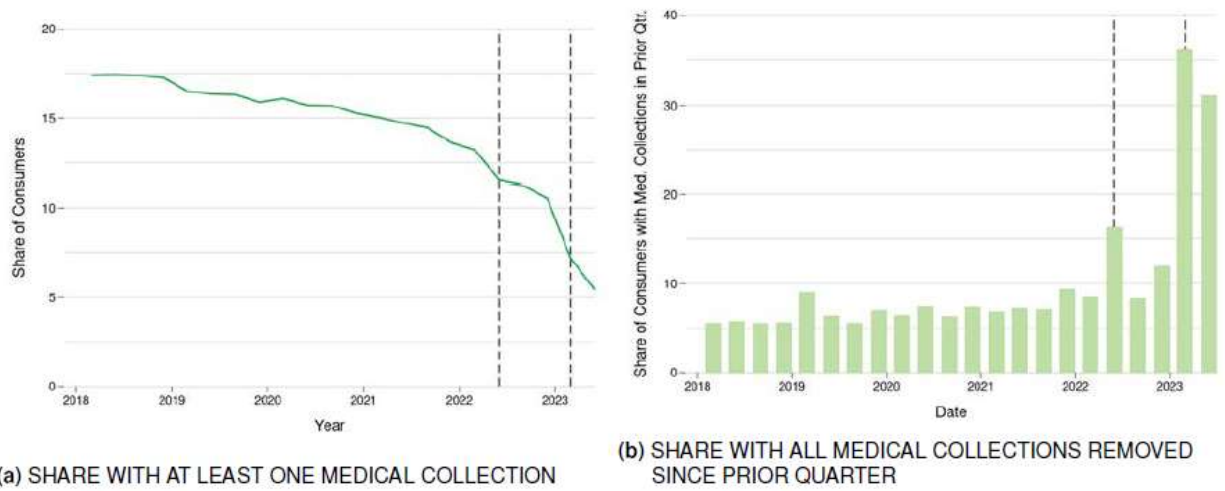 20
15
10
5
0
Share of Consumers
2018 2019 2020 2021 2022 2023
Year
(a) SHARE WITH AT LEAST ONE MEDICAL COLLECTION
40
30
20
10
0
Share of Consumers with Med. Collections in Prior Qtr.
2018 2019 2020 2021 2022 2023
Date
(b) SHARE WITH ALL MEDICAL COLLECTIONS REMOVED
SINCE PRIOR QUARTER